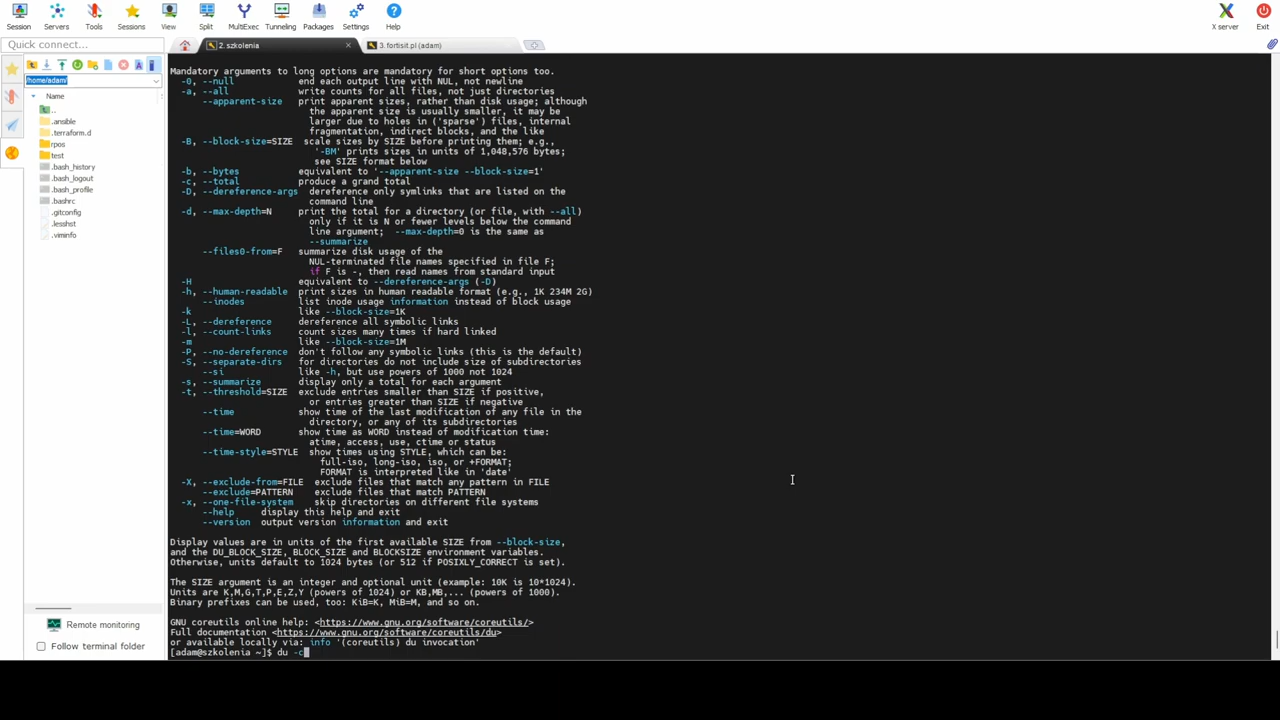 Session Servers Tools Sessions View Split MultiExec Tunneling Packages Settings Help X server Exit
Quick connect...
2. szkolenia
3. fortisit.pl (adam)
/home/adam/
Name
..
.ansible
.terraform.d
rpos
test
.bash_history
.bash_logout
.bash_profile
.bashrc
.gitconfig
.lesshst
.viminfo
Remote monitoring
Follow terminal folder
Mandatory arguments to long options are mandatory for short options too.
-0, --null end each output line with NUL, not newline
-a, --all write counts for all files, not just directories
--apparent-size print apparent sizes, rather than disk usage; although
the apparent size is usually smaller, it may be
larger due to holes in ('sparse') files, internal
fragmentation, indirect blocks, and the like
-B, --block-size=SIZE scale sizes by SIZE before printing them; e.g.,
'-BM' prints sizes in units of 1,048,576 bytes;
see SIZE format below
-b, --bytes equivalent to '--apparent-size --block-size=1'
-c, --total produce a grand total
-D, --dereference-args dereference only symlinks that are listed on the
command line
-d, --max-depth=N print the total for a directory (or file, with --all)
only if it is N or fewer levels below the command
line argument; --max-depth=0 is the same as
--summarize
--files0-from=F summarize disk usage of the
NUL-terminated file names specified in file F;
if F is -, then read names from standard input
-H equivalent to --dereference-args (-D)
-h, --human-readable print sizes in human readable format (e.g., 1K 234M 2G)
--inodes list inode usage information instead of block usage
-k like --block-size=1K
-L, --dereference dereference all symbolic links
-l, --count-links count sizes many times if hard linked
-m like --block-size=1M
-P, --no-dereference don't follow any symbolic links (this is the default)
-S, --separate-dirs for directories do not include size of subdirectories
--si like -h, but use powers of 1000 not 1024
-s, --summarize display only a total for each argument
-t, --threshold=SIZE exclude entries smaller than SIZE if positive,
or entries greater than SIZE if negative
--time show time of the last modification of any file in the
directory, or any of its subdirectories
--time=WORD show time as WORD instead of modification time:
atime, access, use, ctime or status
--time-style=STYLE show times using STYLE, which can be:
full-iso, long-iso, iso, or +FORMAT;
FORMAT is interpreted like in 'date'
-X, --exclude-from=FILE exclude files that match any pattern in FILE
--exclude=PATTERN exclude files that match PATTERN
-x, --one-file-system skip directories on different file systems
--help display this help and exit
--version output version information and exit
Display values are in units of the first available SIZE from --block-size,
and the DU_BLOCK_SIZE, BLOCK_SIZE and BLOCKSIZE environment variables.
Otherwise, units default to 1024 bytes (or 512 if POSIXLY_CORRECT is set).
The SIZE argument is an integer and optional unit (example: 10K is 10*1024).
Units are K,M,G,T,P,E,Z,Y (powers of 1024) or KB,MB,... (powers of 1000).
Binary prefixes can be used, too: KiB=K, MiB=M, and so on.
GNU coreutils online help: <https://www.gnu.org/software/coreutils/>
Full documentation <https://www.gnu.org/software/coreutils/du>
or available locally via: info '(coreutils) du invocation'
[adam@szkolenia ~]$ du -c